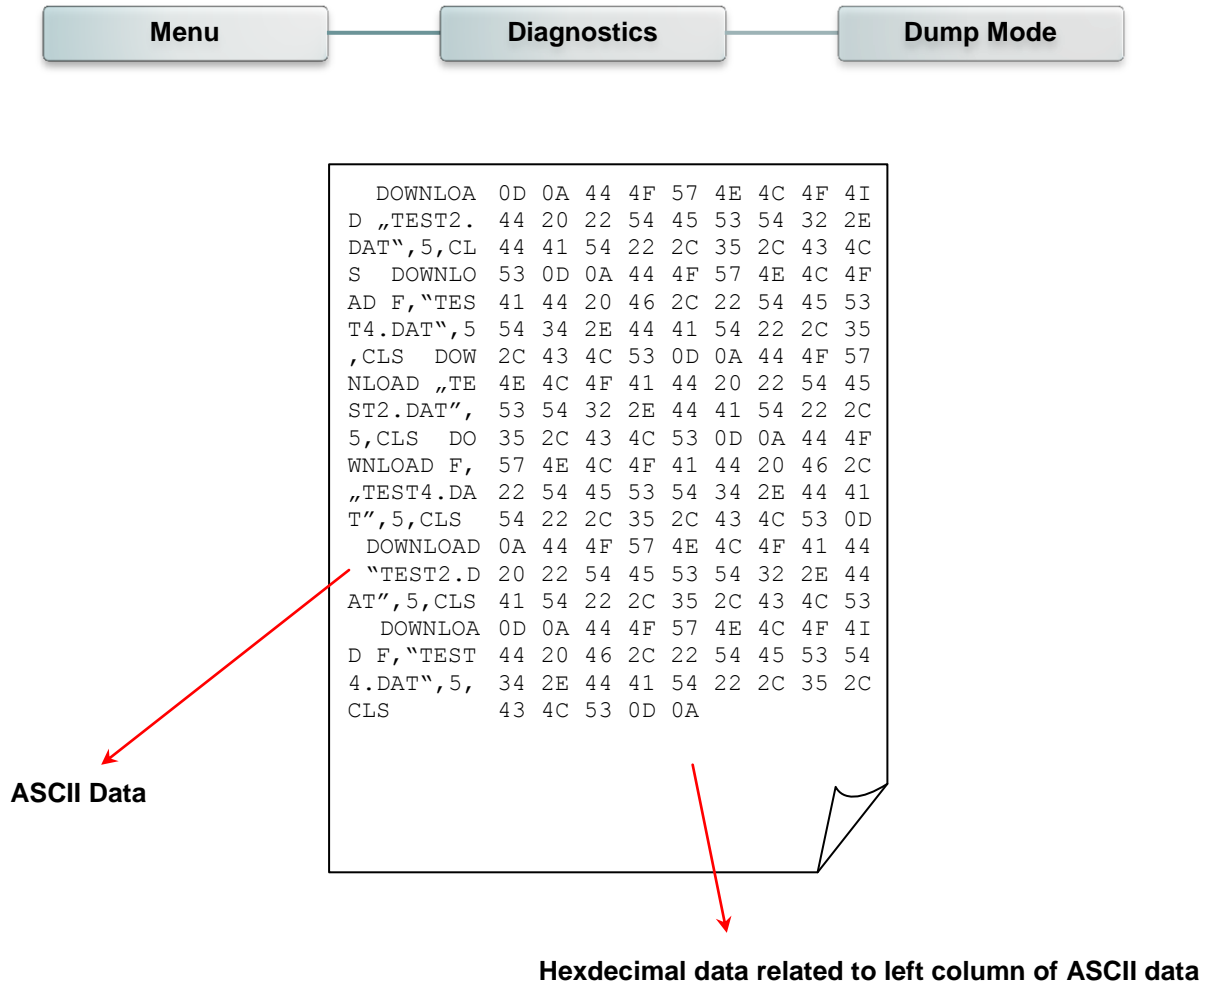 Menu Diagnostics Dump Mode
DOWNLOA 0D 0A 44 4F 57 4E 4C 4F 4I
D „TEST2. 44 20 22 54 45 53 54 32 2E
DAT‟,5,CL 44 41 54 22 2C 35 2C 43 4C
S DOWNLO 53 0D 0A 44 4F 57 4E 4C 4F
AD F,‟TES 41 44 20 46 2C 22 54 45 53
T4.DAT‟,5 54 34 2E 44 41 54 22 2C 35
,CLS DOW 2C 43 4C 53 0D 0A 44 4F 57
NLOAD „TE 4E 4C 4F 41 44 20 22 54 45
ST2.DAT”, 53 54 32 2E 44 41 54 22 2C
5,CLS DO 35 2C 43 4C 53 0D 0A 44 4F
WNLOAD F, 57 4E 4C 4F 41 44 20 46 2C
„TEST4.DA 22 54 45 53 54 34 2E 44 41
T”,5,CLS 54 22 2C 35 2C 43 4C 53 0D
DOWNLOAD 0A 44 4F 57 4E 4C 4F 41 44
“TEST2.D 20 22 54 45 53 54 32 2E 44
AT”,5,CLS 41 54 22 2C 35 2C 43 4C 53
DOWNLOA 0D 0A 44 4F 57 4E 4C 4F 4I
D F,“TEST 44 20 46 2C 22 54 45 53 54
4.DAT‟,5, 34 2E 44 41 54 22 2C 35 2C
CLS 43 4C 53 0D 0A
ASCII Data
Hexdecimal data related to left column of ASCII data